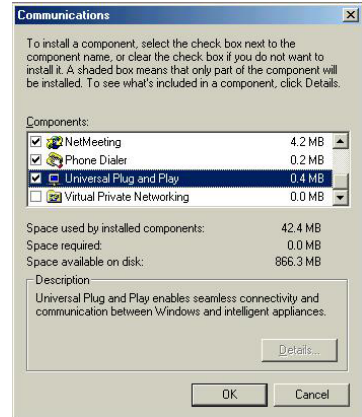 Communications
To install a component, select the check box next to the
component name, or clear the check box if you do not want to
install it. A shaded box means that only part of the component will
be installed. To see what's included in a component, click Details.
Components:
NetMeeting 4.2 MB
Phone Dialer 0.2 MB
Universal Plug and Play 0.4 MB
Virtual Private Networking 0.0 MB
Space used by installed components: 42.4 MB
Space required: 0.0 MB
Space available on disk: 866.3 MB
Description
Universal Plug and Play enables seamless connectivity and
communication between Windows and intelligent appliances.
Details...
OK Cancel